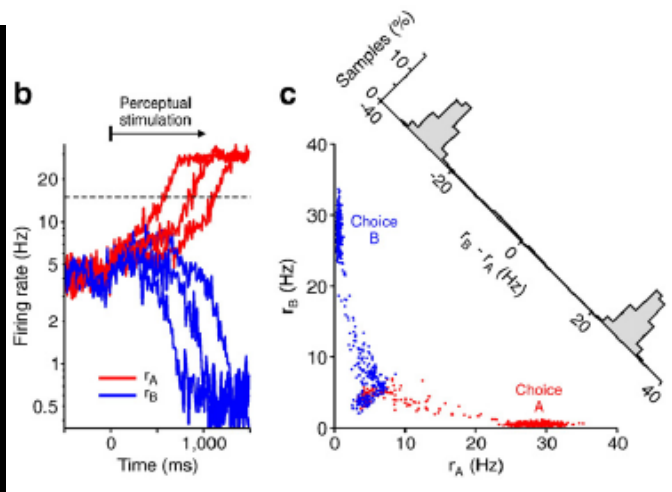 b
Perceptual
stimulation
Firing rate (Hz)
20
10
5
2
1
0.5
r_A
r_B
0
1,000
Time (ms)
c
Samples (%)
10
0
-40
-20
0
20
40
r_B - r_A (Hz)
40
30
20
10
0
r_B (Hz)
Choice
B
Choice
A
0
10
20
30
40
r_A (Hz)